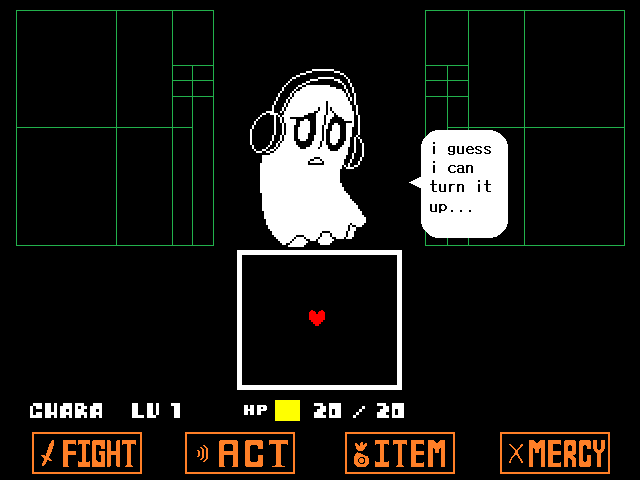 i guess
i can
turn it
up...
CHARA LV 1 HP 20 / 20
FIGHT ACT ITEM MERCY